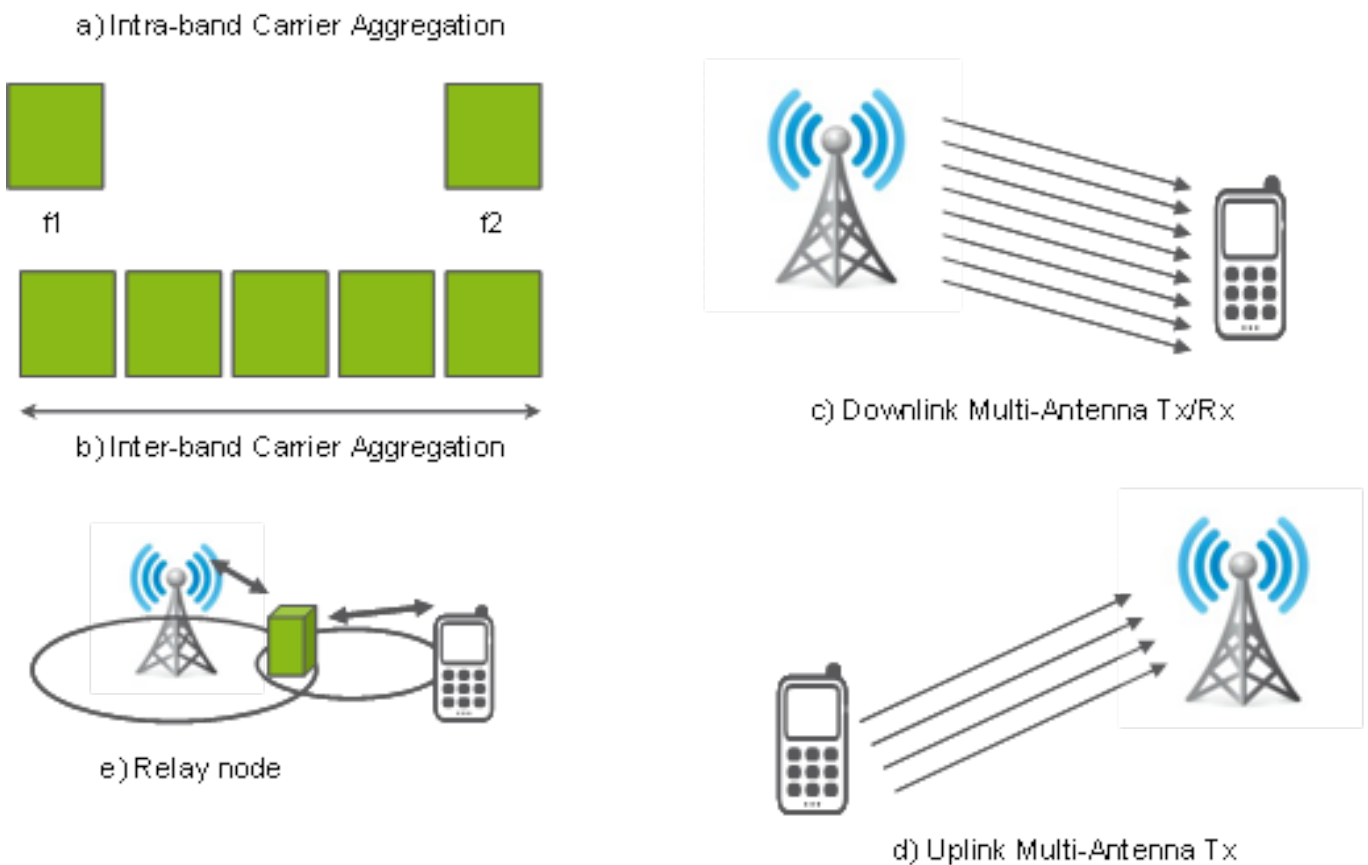 a) Intra-band Carrier Aggregation
f1
f2
b) Inter-band Carrier Aggregation
c) Downlink Multi-Antenna Tx/Rx
e) Relay node
d) Uplink Multi-Antenna Tx